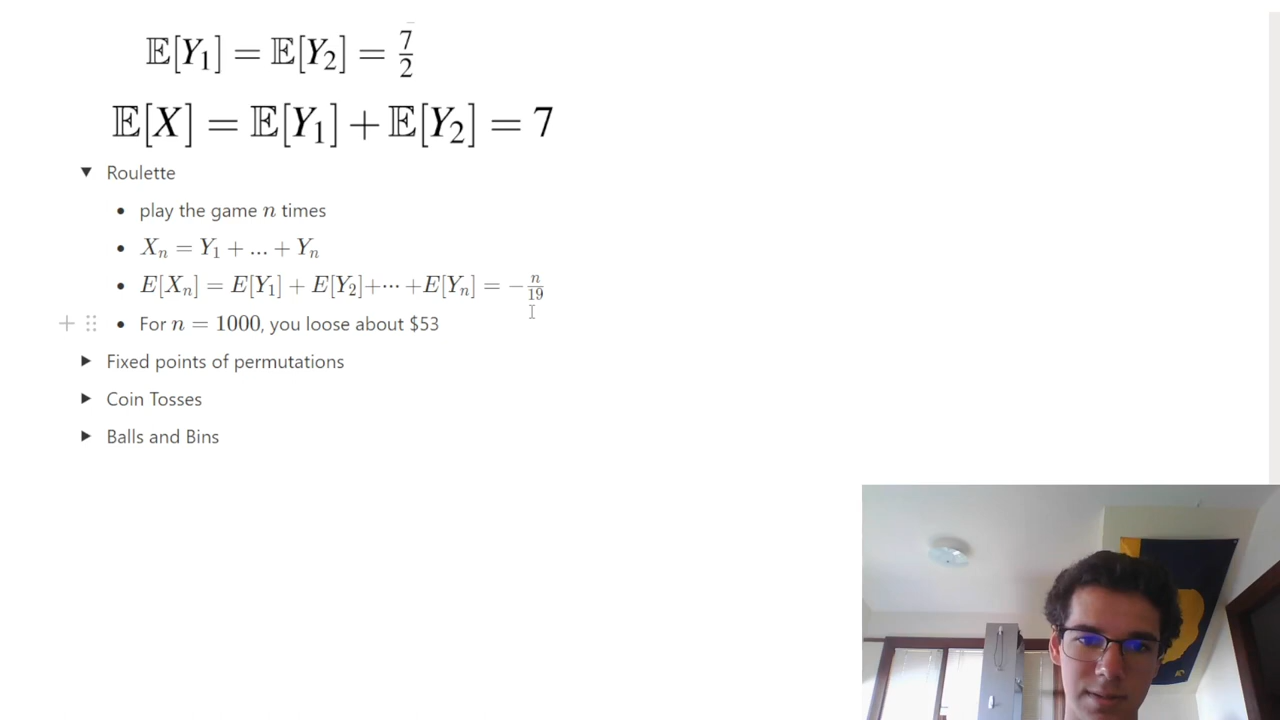 𝔼[Y₁] = 𝔼[Y₂] = 7/2
𝔼[X] = 𝔼[Y₁] + 𝔼[Y₂] = 7
Roulette
play the game n times
Xₙ = Y₁ + ... + Yₙ
E[Xₙ] = E[Y₁] + E[Y₂]+⋯ +E[Yₙ] = −n/19
For n = 1000, you loose about $53
Fixed points of permutations
Coin Tosses
Balls and Bins